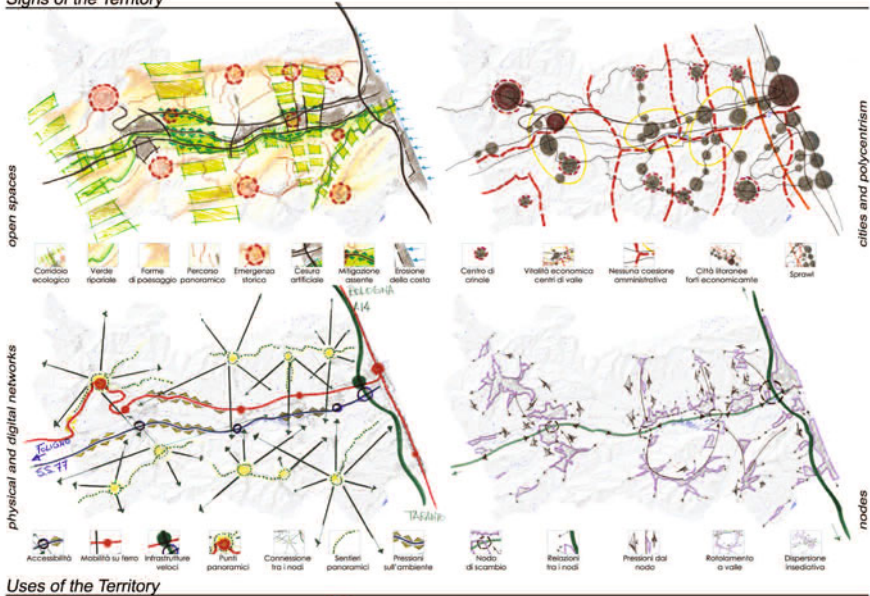 Signs of the Territory
open spaces
cities and polycentrism
Corridoio
ecologico
Verde
ripariale
Forme
di paesaggio
Percorso
panoramico
Emergenza
storica
Cesura
artificiale
Mitigazione
assente
Erosione
della costa
Centro di
crinale
Vitalità economica
centri di valle
Nessuna coesione
amministrativa
Città litoranee
forti economicamente
Sprawl
BOLOGNA
A14
FOLIGNO
S.S. 77
TARANTO
physical and digital networks
nodes
Accessibilità
Mobilità su ferro
Infrastrutture
veloci
Punti
panoramici
Connessione
tra i nodi
Sentieri
panoramici
Pressioni
sull'ambiente
Nodo
di scambio
Relazioni
tra i nodi
Pressioni dal
nodo
Rotolamento
a valle
Dispersione
insediativa
Uses of the Territory